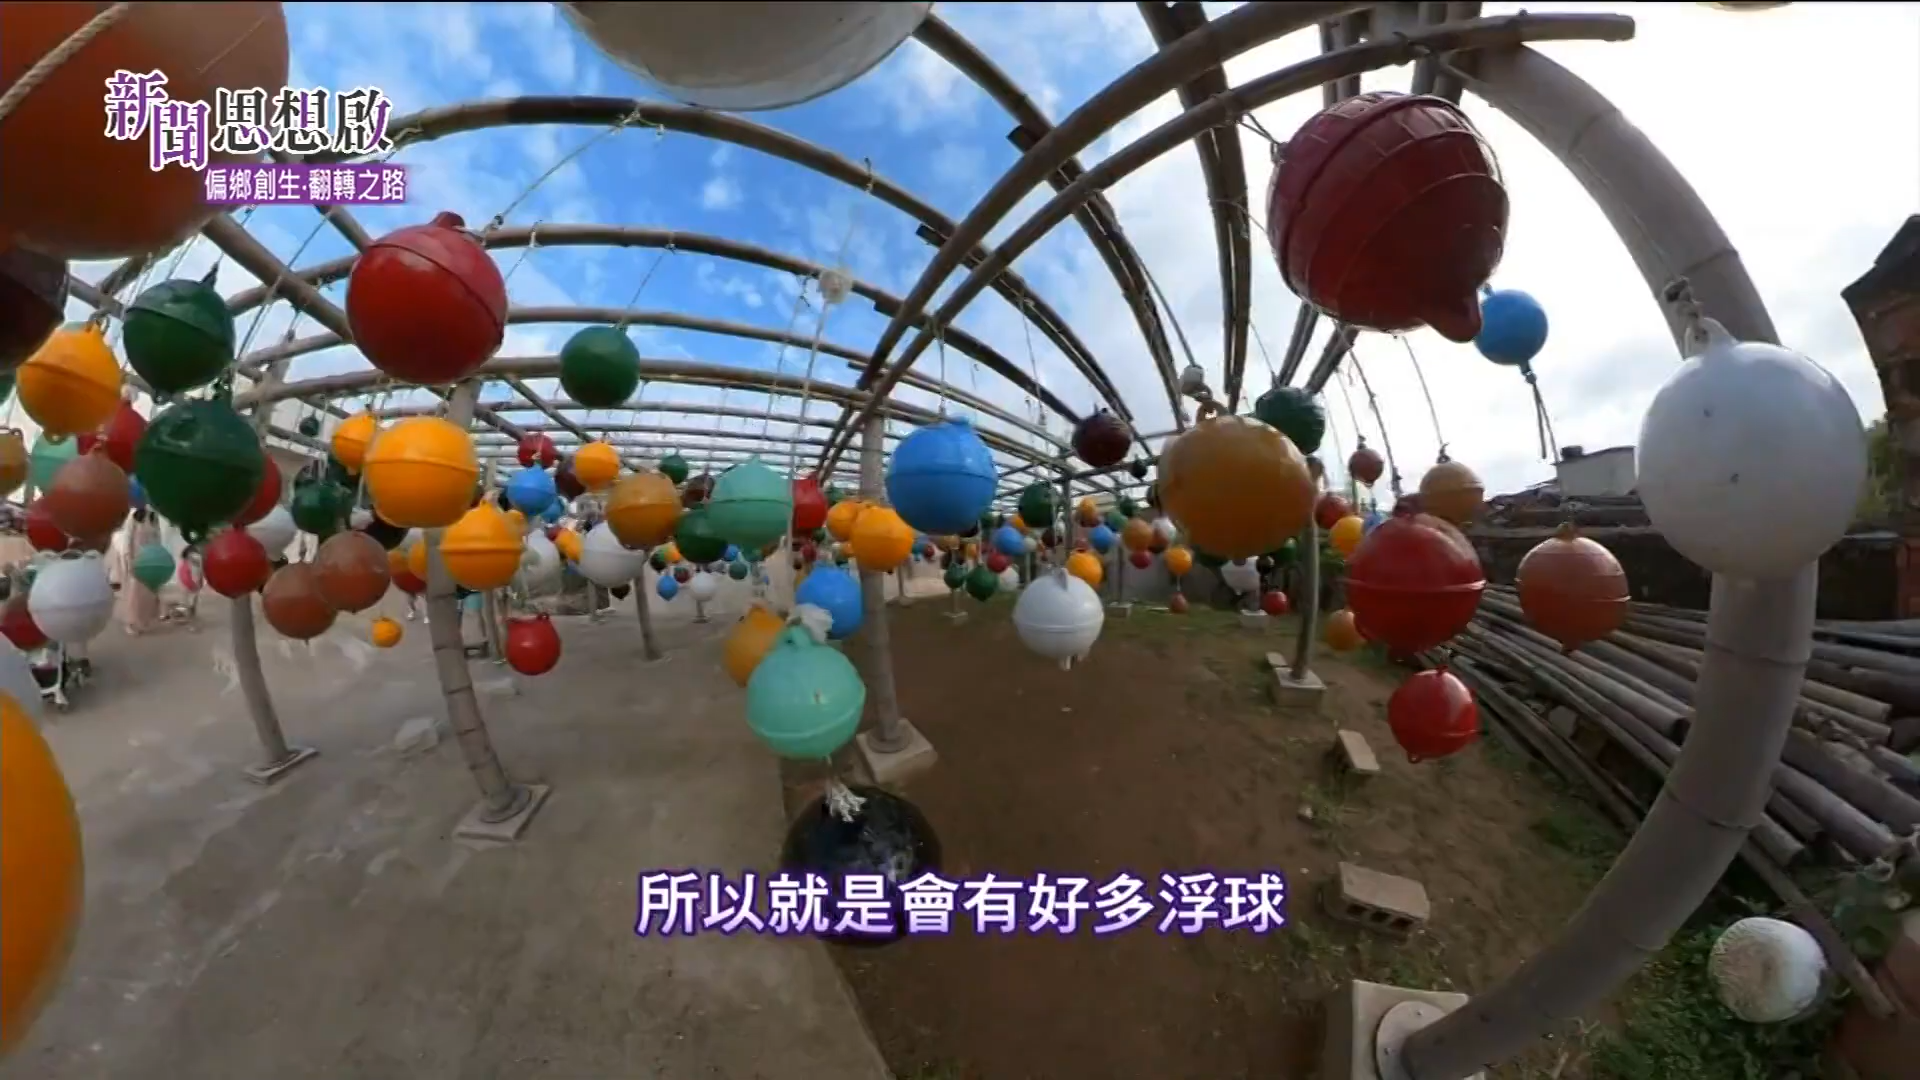 新聞思想啟
偏鄉創生‧翻轉之路
所以就是會有好多浮球